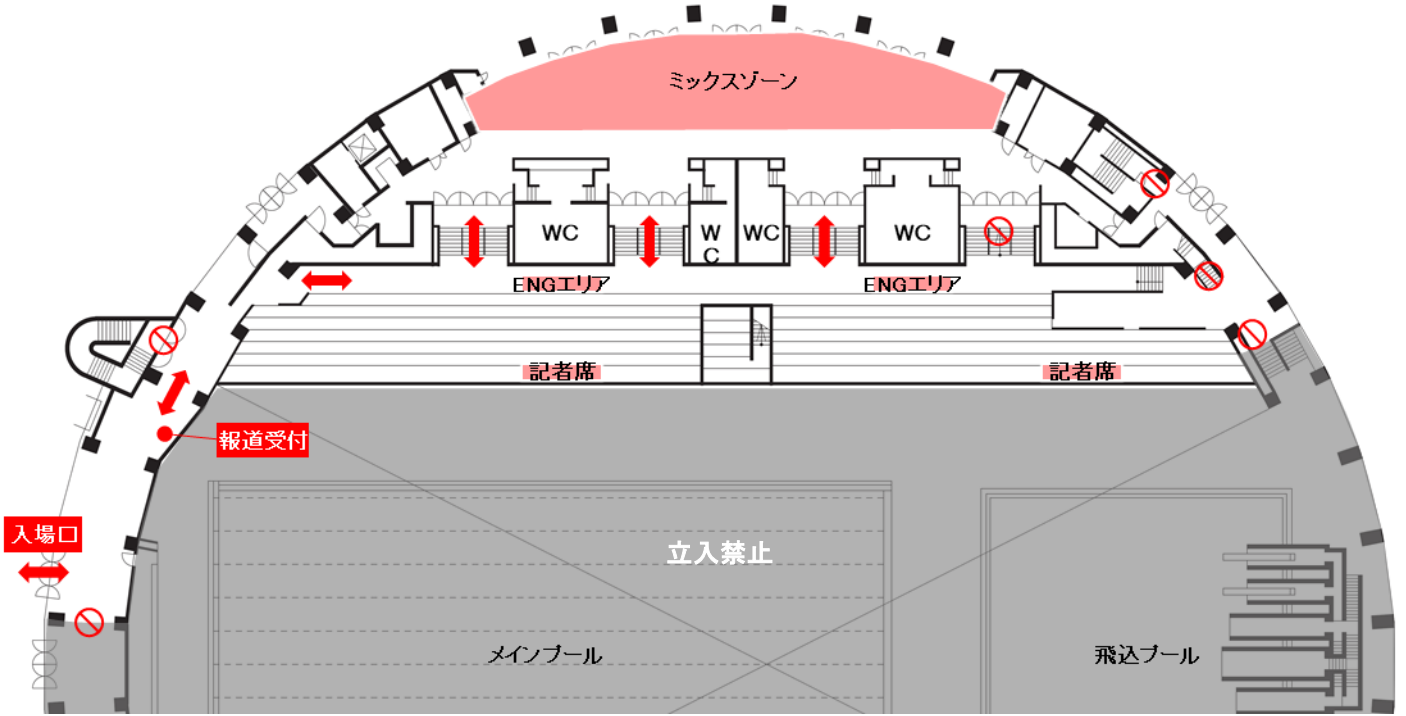 ミックスゾーン
WC
W
C
WC
WC
ENGエリア
ENGエリア
記者席
記者席
報道受付
入場口
立入禁止
メインプール
飛込プール